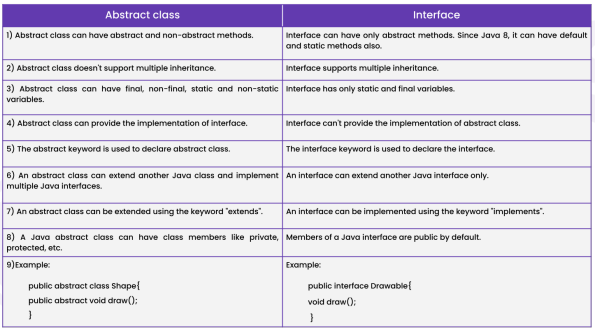 Abstract class
Interface
1) Abstract class can have abstract and non-abstract methods.
Interface can have only abstract methods. Since Java 8, it can have default
and static methods also.
2) Abstract class doesn't support multiple inheritance.
Interface supports multiple inheritance.
3) Abstract class can have final, non-final, static and non-static
variables.
Interface has only static and final variables.
4) Abstract class can provide the implementation of interface.
Interface can't provide the implementation of abstract class.
5) The abstract keyword is used to declare abstract class.
The interface keyword is used to declare the interface.
6) An abstract class can extend another Java class and implement
multiple Java interfaces.
An interface can extend another Java interface only.
7) An abstract class can be extended using the keyword "extends".
An interface can be implemented using the keyword "implements".
8) A Java abstract class can have class members like private,
protected, etc.
Members of a Java interface are public by default.
9)Example:
public abstract class Shape{
public abstract void draw();
}
Example:
public interface Drawable{
void draw();
}